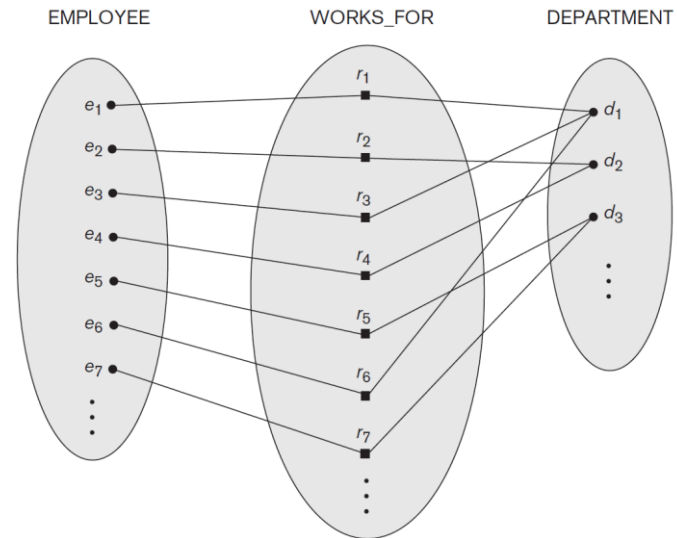 EMPLOYEE
WORKS_FOR
DEPARTMENT
e1
e2
e3
e4
e5
e6
e7
r1
r2
r3
r4
r5
r6
r7
d1
d2
d3